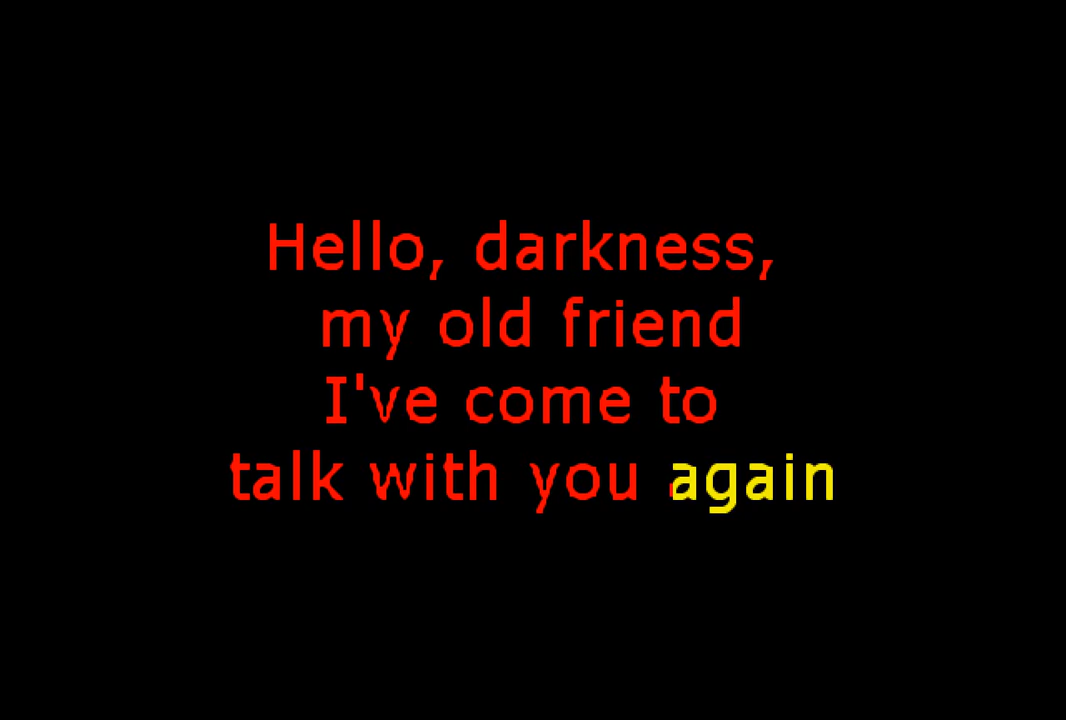 Hello, darkness,
my old friend
I've come to
talk with you again